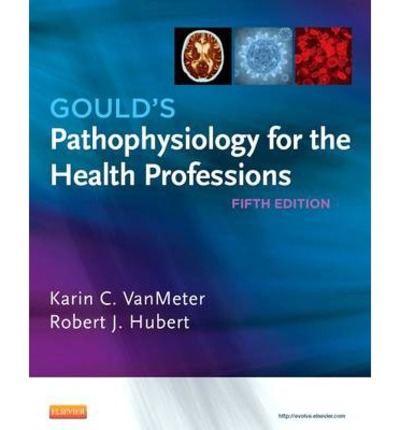 GOULD'S
Pathophysiology for the
Health Professions
FIFTH EDITION
Karin C. VanMeter
Robert J. Hubert
ELSEVIER
http://evolve.elsevier.com